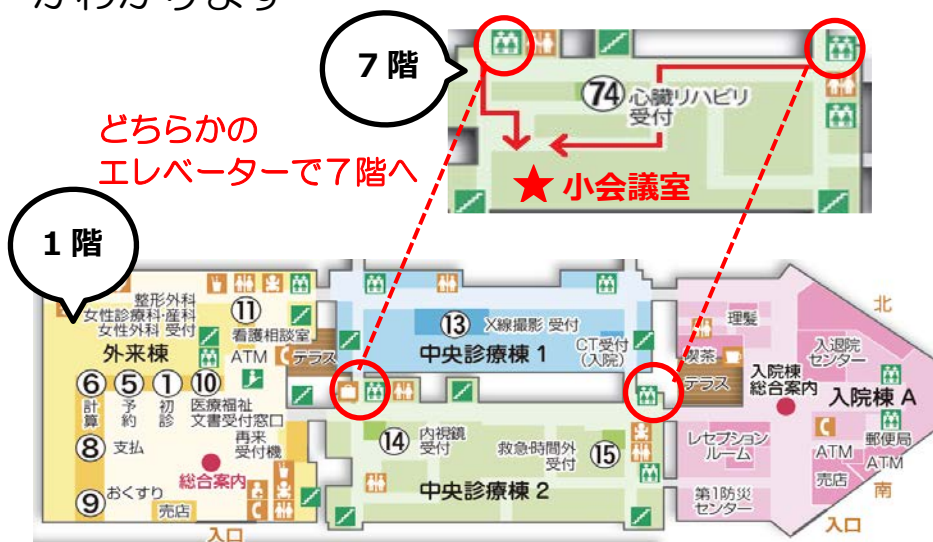 がわかります
7階
74 心臓リハビリ
受付
どちらかの
エレベーターで7階へ
★ 小会議室
1階
整形外科
女性診療科・産科
女性外科 受付
11
看護相談室
外来棟
ATM
テラス
6 計算
5 予約
1 初診
10 医療福祉
文書受付窓口
8 支払
再来
受付機
総合案内
9 おくすり
売店
入口
13 X線撮影 受付
中央診療棟 1
CT受付
(入院)
14 内視鏡
受付
救急時間外
受付 15
中央診療棟 2
理髪
喫茶
テラス
入院棟
総合案内
入退院
センター
入院棟 A
北
レセプション
ルーム
ATM
郵便局
ATM
売店
南
第1防災
センター
入口